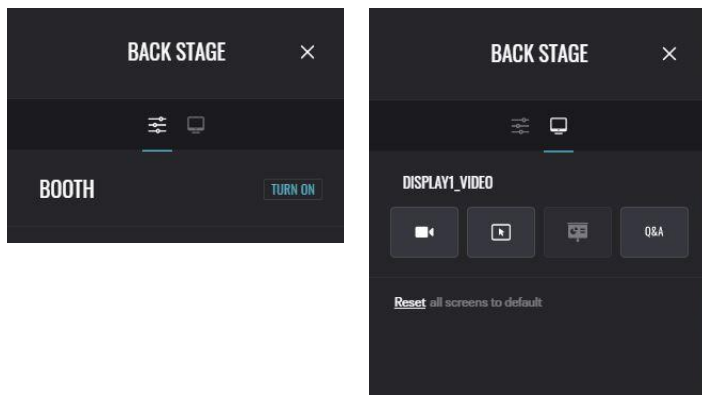 BACK STAGE
BOOTH
TURN ON
BACK STAGE
DISPLAY1_VIDEO
Q&A
Reset all screens to default